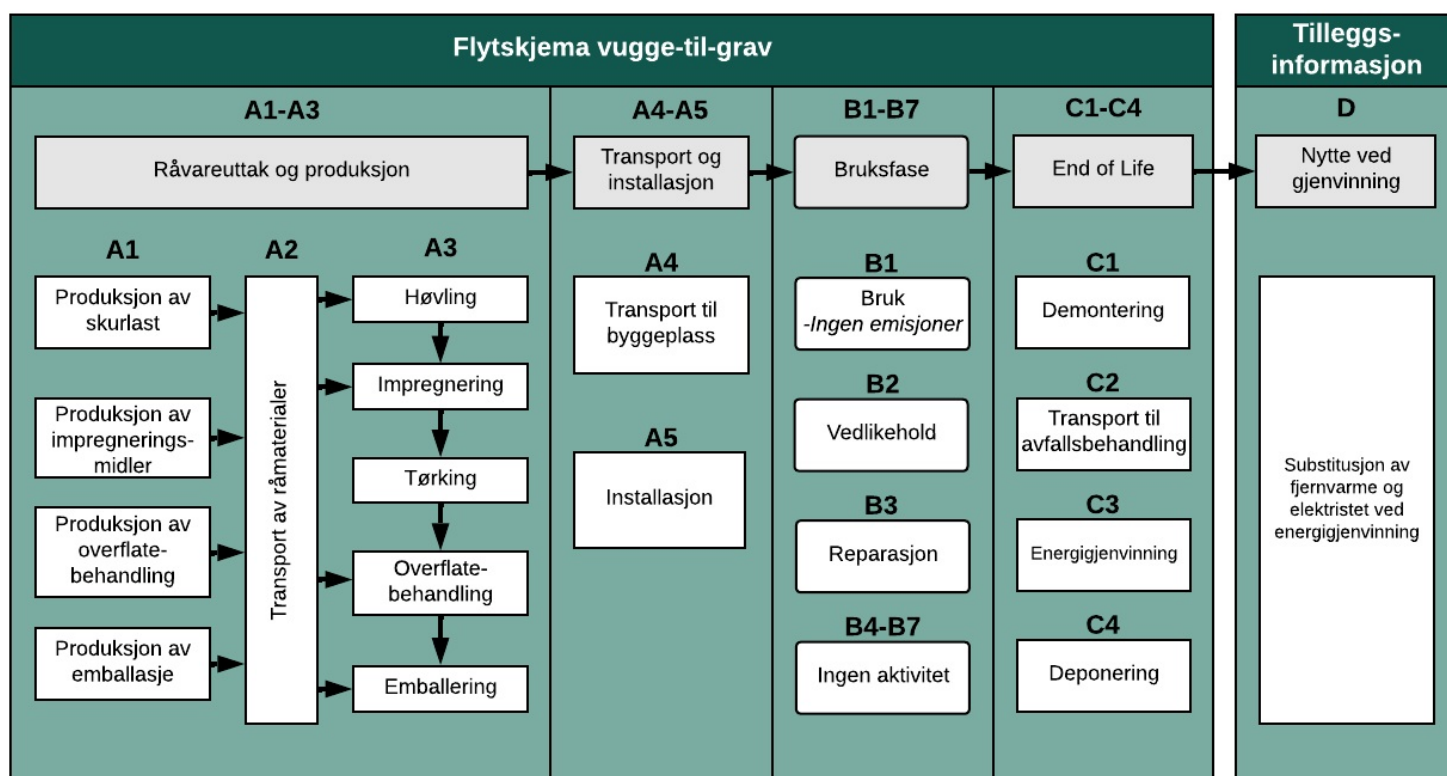 Flytskjema vugge-til-grav
Tilleggs-
informasjon
A1-A3
A4-A5
B1-B7
C1-C4
D
Råvareuttak og produksjon
Transport og
installasjon
Bruksfase
End of Life
Nytte ved
gjenvinning
A1
Produksjon av
skurlast
Produksjon av
impregnerings-
midler
Produksjon av
overflate-
behandling
Produksjon av
emballasje
A2
Transport av råmaterialer
A3
Høvling
Impregnering
Tørking
Overflate-
behandling
Emballering
A4
Transport til
byggeplass
A5
Installasjon
B1
Bruk
-Ingen emisjoner
B2
Vedlikehold
B3
Reparasjon
B4-B7
Ingen aktivitet
C1
Demontering
C2
Transport til
avfallsbehandling
C3
Energigjenvinning
C4
Deponering
Substitusjon av
fjernvarme og
elektristet ved
energigjenvinning